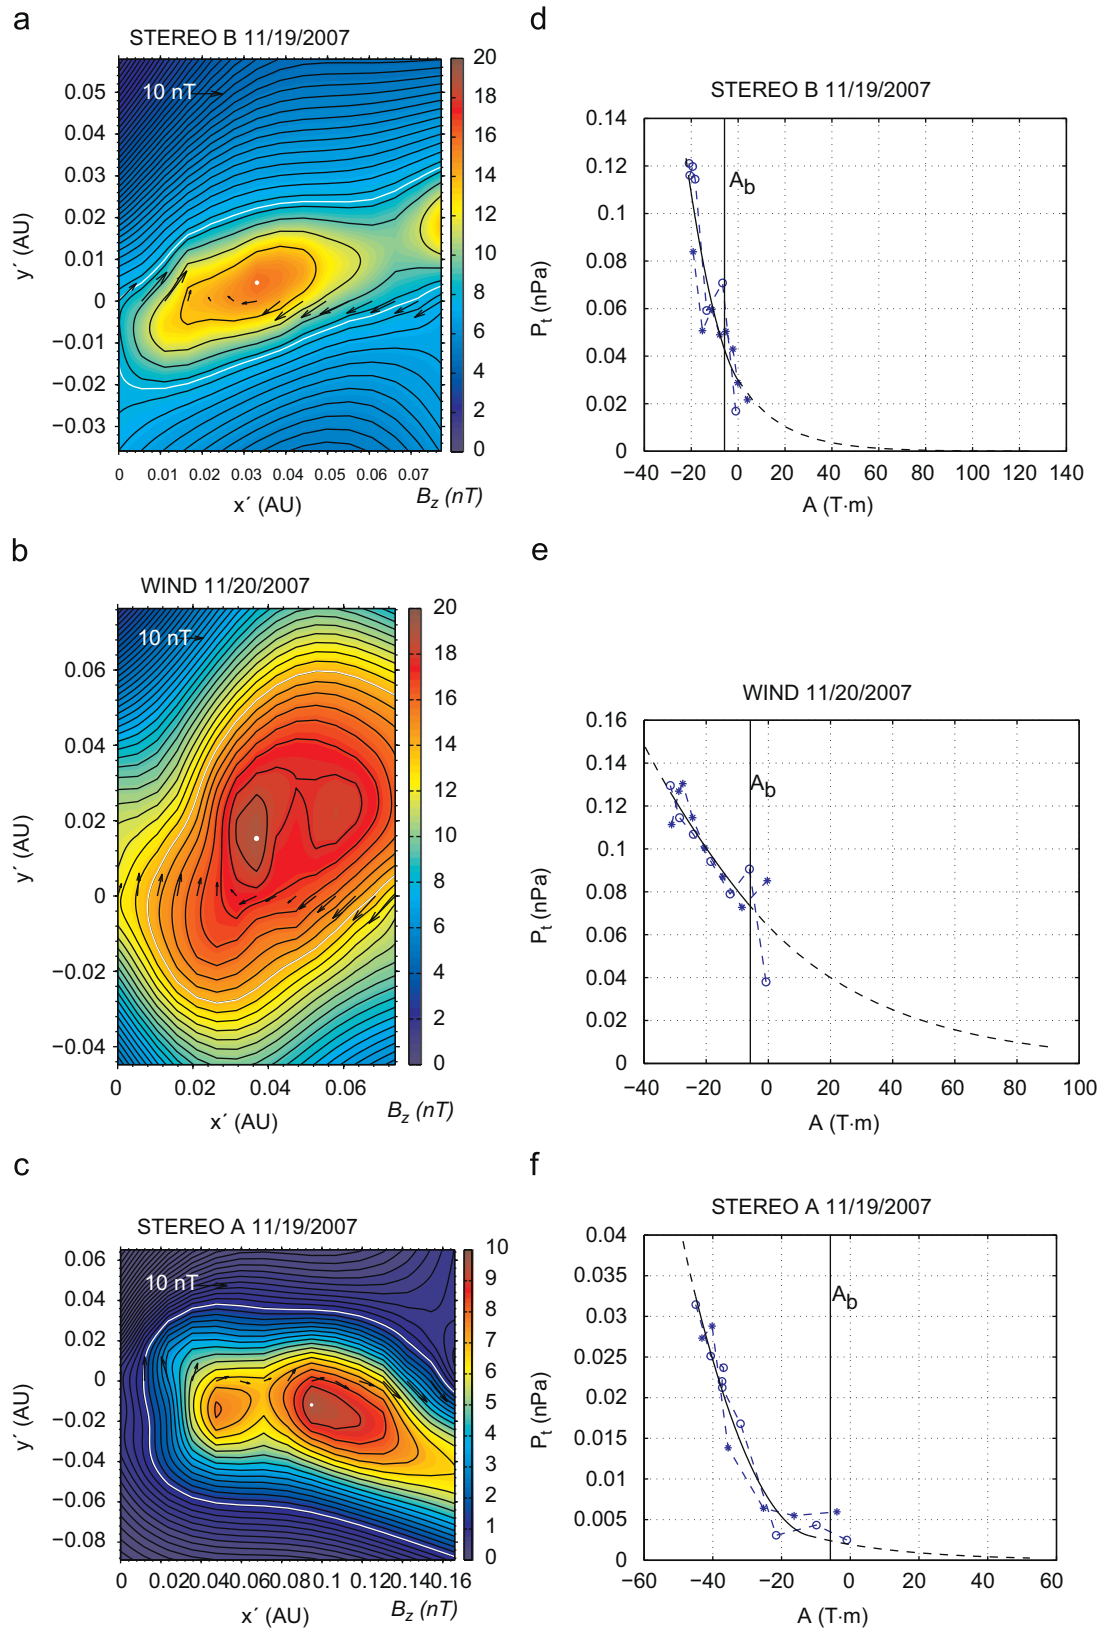 a
STEREO B 11/19/2007
10 nT
0.05
0.04
0.03
0.02
0.01
0
−0.01
−0.02
−0.03
y´ (AU)
0 0.01 0.02 0.03 0.04 0.05 0.06 0.07
x´ (AU)
20
18
16
14
12
10
8
6
4
2
0
Bz (nT)
d
STEREO B 11/19/2007
Ab
0.14
0.12
0.1
0.08
0.06
0.04
0.02
0
Pt (nPa)
−40 −20 0 20 40 60 80 100 120 140
A (T·m)
b
WIND 11/20/2007
10 nT
0.06
0.04
0.02
0
−0.02
−0.04
y´ (AU)
0 0.02 0.04 0.06
x´ (AU)
20
18
16
14
12
10
8
6
4
2
0
Bz (nT)
e
WIND 11/20/2007
Ab
0.16
0.14
0.12
0.1
0.08
0.06
0.04
0.02
0
Pt (nPa)
−40 −20 0 20 40 60 80 100
A (T·m)
c
STEREO A 11/19/2007
10 nT
0.06
0.04
0.02
0
−0.02
−0.04
−0.06
−0.08
y´ (AU)
0 0.02 0.04 0.06 0.08 0.1 0.12 0.14 0.16
x´ (AU)
10
9
8
7
6
5
4
3
2
1
0
Bz (nT)
f
STEREO A 11/19/2007
Ab
0.04
0.035
0.03
0.025
0.02
0.015
0.01
0.005
0
Pt (nPa)
−60 −40 −20 0 20 40 60
A (T·m)